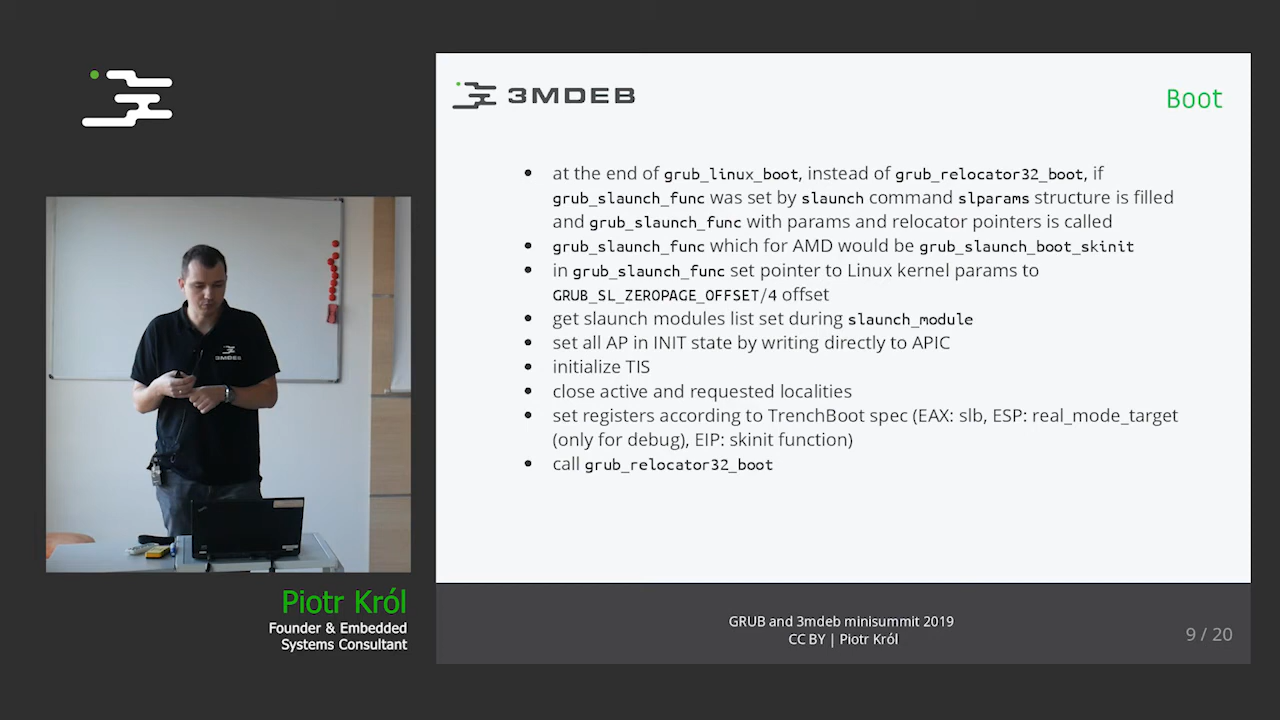 3MDEB
Boot
• at the end of grub_linux_boot, instead of grub_relocator32_boot, if
grub_slaunch_func was set by slaunch command slparams structure is filled
and grub_slaunch_func with params and relocator pointers is called
• grub_slaunch_func which for AMD would be grub_slaunch_boot_skinit
• in grub_slaunch_func set pointer to Linux kernel params to
GRUB_SL_ZEROPAGE_OFFSET/4 offset
• get slaunch modules list set during slaunch_module
• set all AP in INIT state by writing directly to APIC
• initialize TIS
• close active and requested localities
• set registers according to TrenchBoot spec (EAX: slb, ESP: real_mode_target
(only for debug), EIP: skinit function)
• call grub_relocator32_boot
3MDEB
Piotr Król
Founder & Embedded
Systems Consultant
GRUB and 3mdeb minisummit 2019
CC BY | Piotr Król
9 / 20